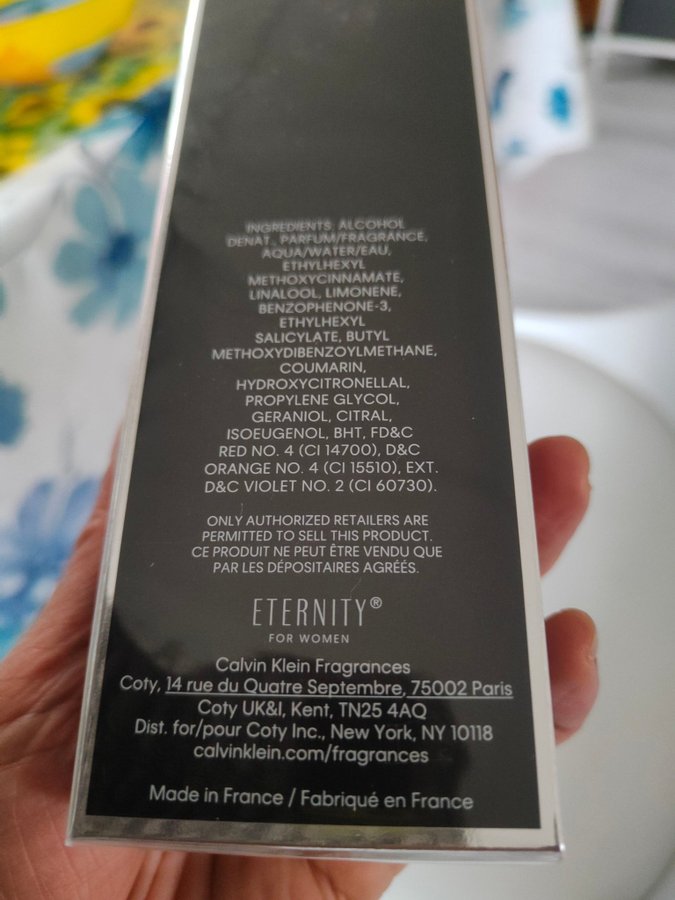 INGREDIENTS: ALCOHOL
DENAT., PARFUM/FRAGRANCE,
AQUA/WATER/EAU,
ETHYLHEXYL
METHOXYCINNAMATE,
LINALOOL, LIMONENE,
BENZOPHENONE-3,
ETHYLHEXYL
SALICYLATE, BUTYL
METHOXYDIBENZOYLMETHANE,
COUMARIN,
HYDROXYCITRONELLAL,
PROPYLENE GLYCOL,
GERANIOL, CITRAL,
ISOEUGENOL, BHT, FD&C
RED NO. 4 (CI 14700), D&C
ORANGE NO. 4 (CI 15510), EXT.
D&C VIOLET NO. 2 (CI 60730).
ONLY AUTHORIZED RETAILERS ARE
PERMITTED TO SELL THIS PRODUCT.
CE PRODUIT NE PEUT ÊTRE VENDU QUE
PAR LES DÉPOSITAIRES AGRÉÉS.
ETERNITY®
FOR WOMEN
Calvin Klein Fragrances
Coty, 14 rue du Quatre Septembre, 75002 Paris
Coty UK&I, Kent, TN25 4AQ
Dist. for/pour Coty Inc., New York, NY 10118
calvinklein.com/fragrances
Made in France / Fabriqué en France